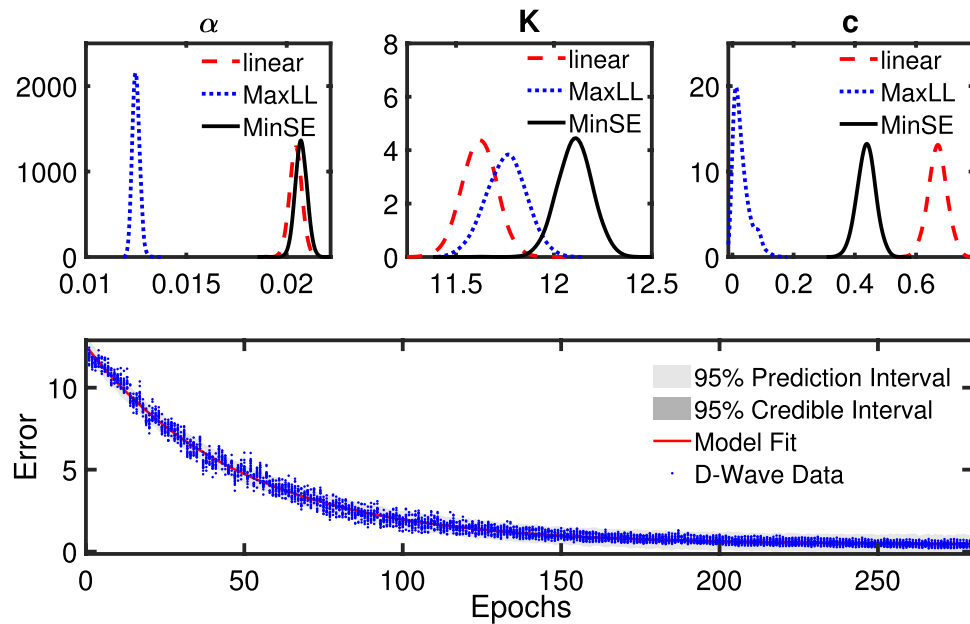 α
K
c
2000
1000
0
0.01
0.015
0.02
linear
MaxLL
MinSE
8
6
4
2
0
11.5
12
12.5
linear
MaxLL
MinSE
20
10
0
0
0.2
0.4
0.6
linear
MaxLL
MinSE
Error
10
5
0
0
50
100
150
200
250
Epochs
95% Prediction Interval
95% Credible Interval
Model Fit
D-Wave Data